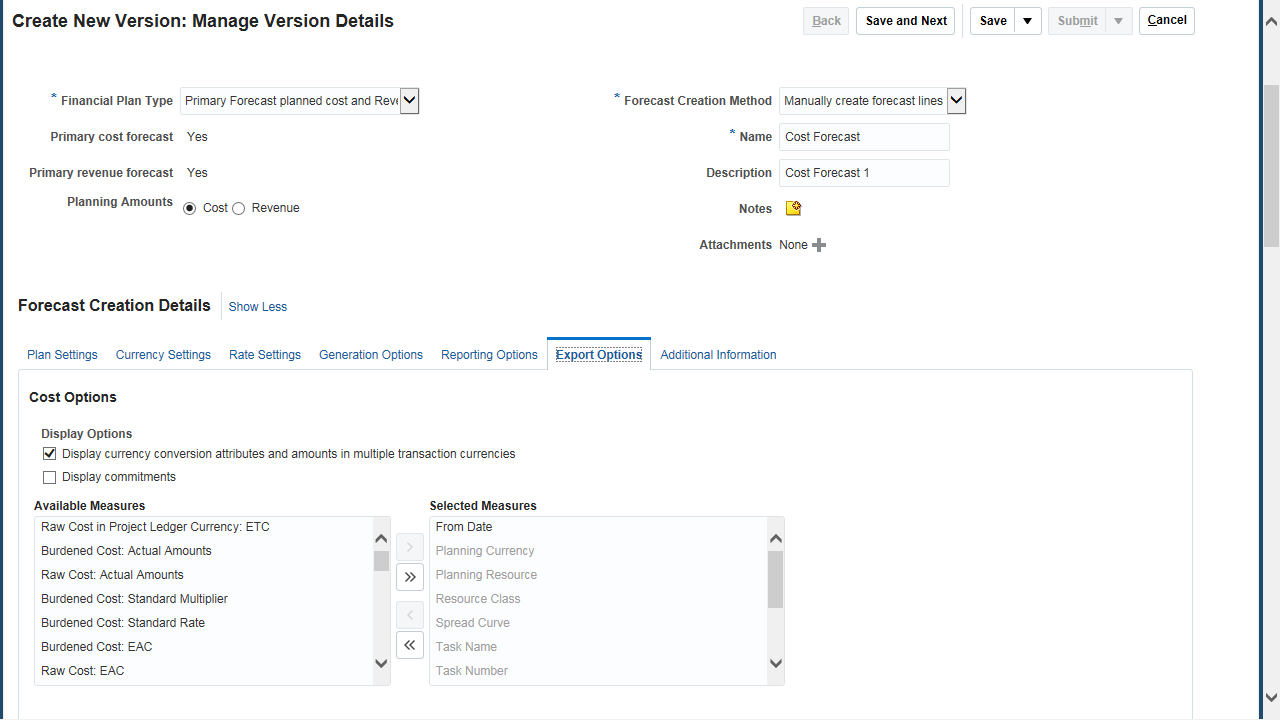 Create New Version: Manage Version Details
Back
Save and Next
Save
Submit
Cancel
* Financial Plan Type Primary Forecast planned cost and Reve
* Forecast Creation Method Manually create forecast lines
Primary cost forecast Yes
* Name Cost Forecast
Primary revenue forecast Yes
Description Cost Forecast 1
Planning Amounts Cost Revenue
Notes
Attachments None
Forecast Creation Details Show Less
Plan Settings Currency Settings Rate Settings Generation Options Reporting Options Export Options Additional Information
Cost Options
Display Options
Display currency conversion attributes and amounts in multiple transaction currencies
Display commitments
Available Measures
Raw Cost in Project Ledger Currency: ETC
Burdened Cost: Actual Amounts
Raw Cost: Actual Amounts
Burdened Cost: Standard Multiplier
Burdened Cost: Standard Rate
Burdened Cost: EAC
Raw Cost: EAC
Selected Measures
From Date
Planning Currency
Planning Resource
Resource Class
Spread Curve
Task Name
Task Number